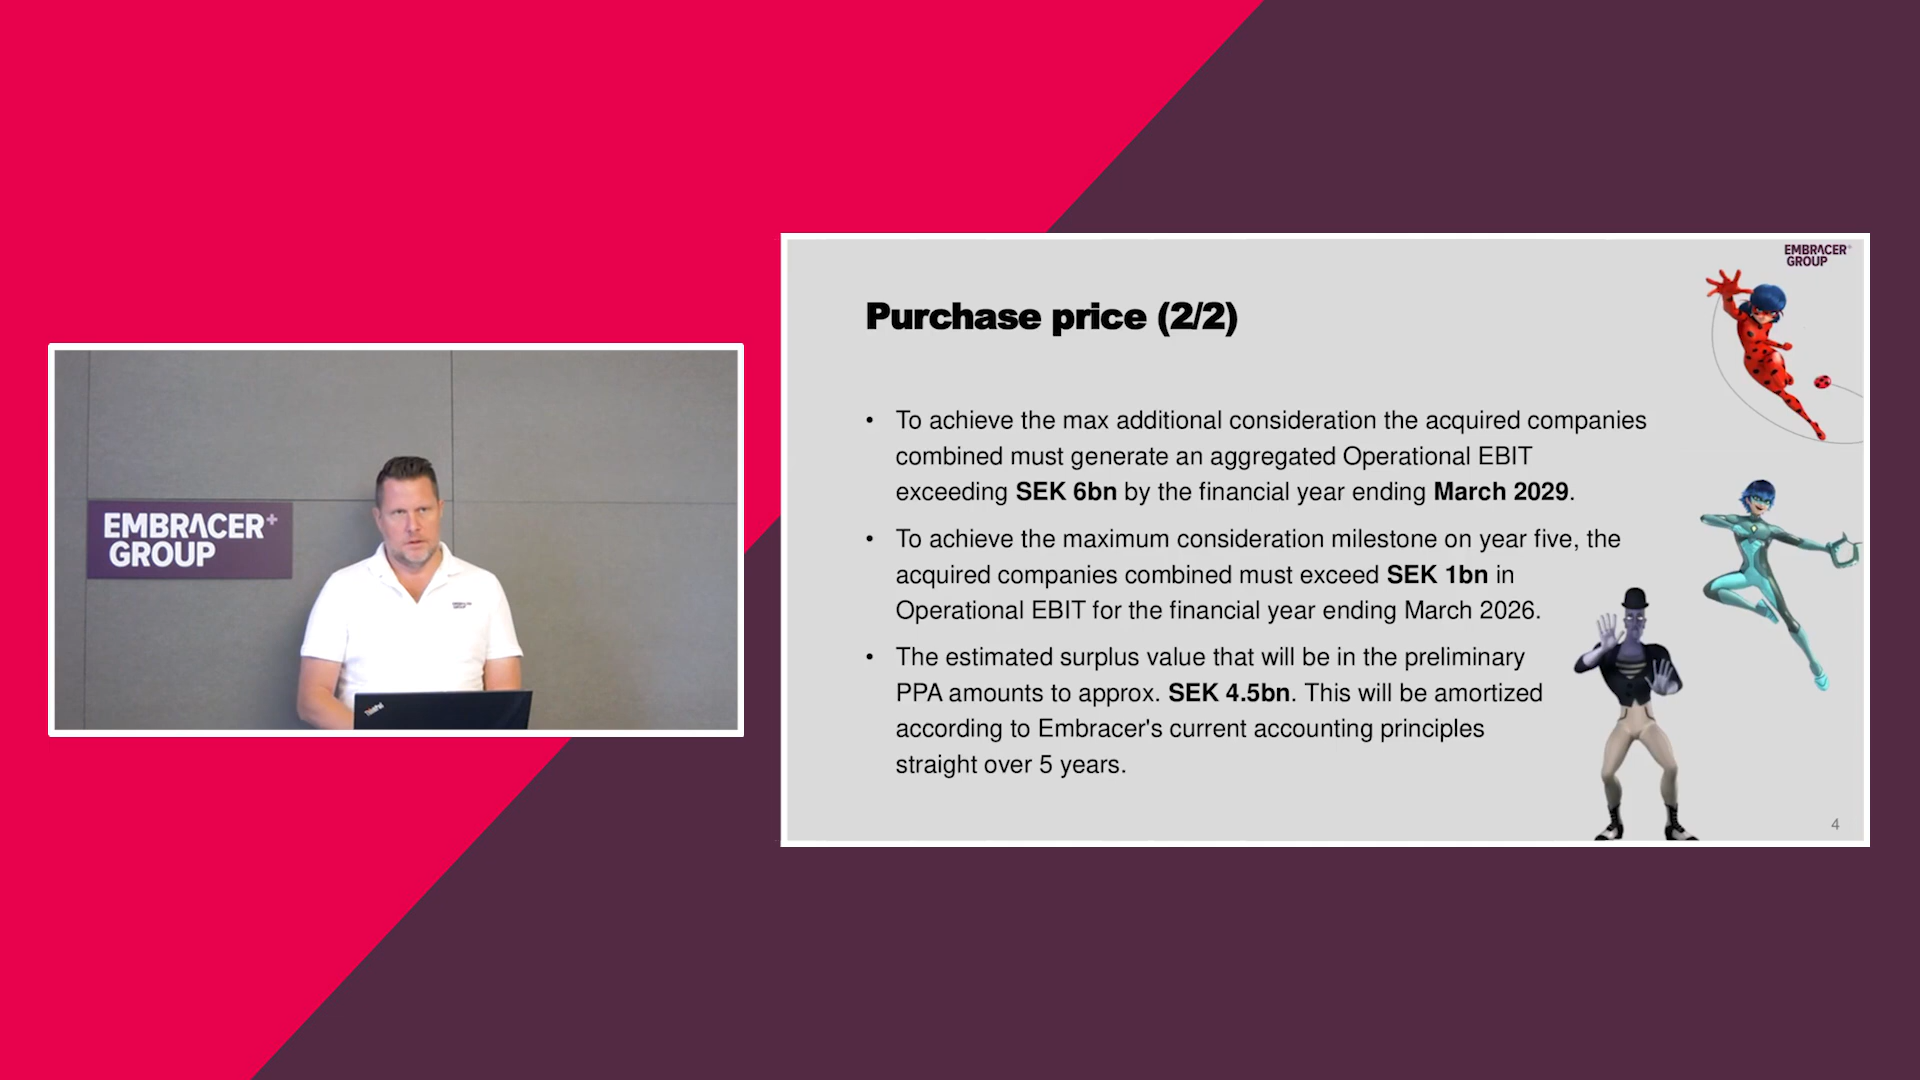 EMBRACER+
GROUP
ThinkPad
EMBRACER+
GROUP
Purchase price (2/2)
• To achieve the max additional consideration the acquired companies
combined must generate an aggregated Operational EBIT
exceeding SEK 6bn by the financial year ending March 2029.
• To achieve the maximum consideration milestone on year five, the
acquired companies combined must exceed SEK 1bn in
Operational EBIT for the financial year ending March 2026.
• The estimated surplus value that will be in the preliminary
PPA amounts to approx. SEK 4.5bn. This will be amortized
according to Embracer's current accounting principles
straight over 5 years.
4